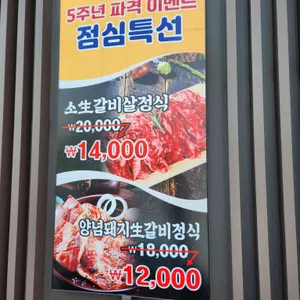 5주년 파격 이벤트
점심특선
소生갈비살정식
₩20,000
₩14,000
양념돼지生갈비정식
₩18,000
₩12,000